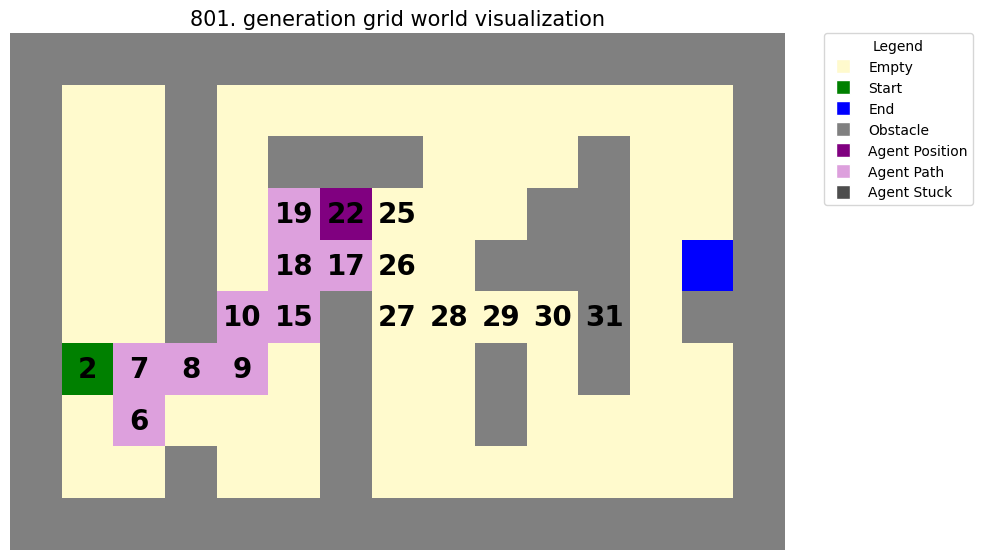 801. generation grid world visualization
Legend
Empty
Start
End
Obstacle
Agent Position
Agent Path
Agent Stuck
19 22 25
18 17 26
10 15 27 28 29 30 31
2 7 8 9
6